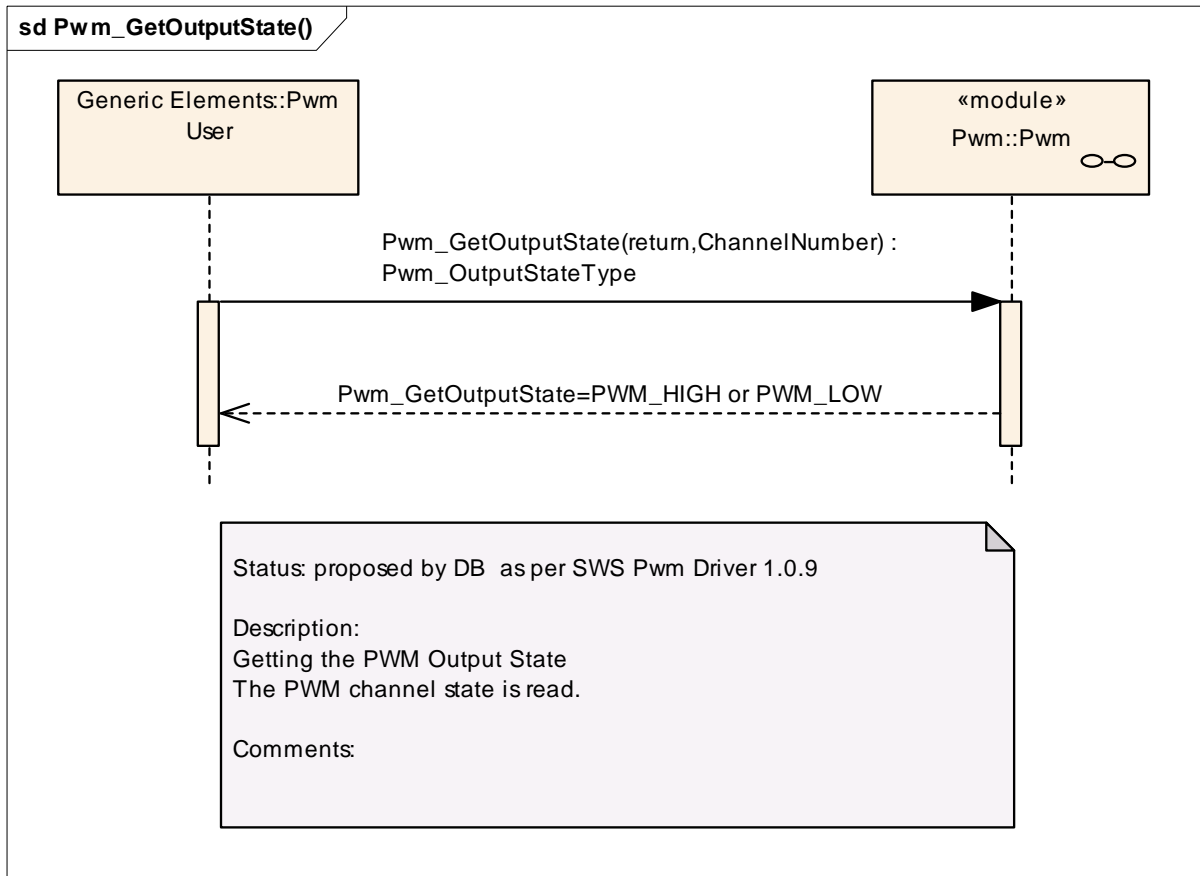 sd Pwm_GetOutputState()
Generic Elements::Pwm
User
«module»
Pwm::Pwm
Pwm_GetOutputState(return,ChannelNumber) :
Pwm_OutputStateType
Pwm_GetOutputState=PWM_HIGH or PWM_LOW
Status: proposed by DB as per SWS Pwm Driver 1.0.9
Description:
Getting the PWM Output State
The PWM channel state is read.
Comments: